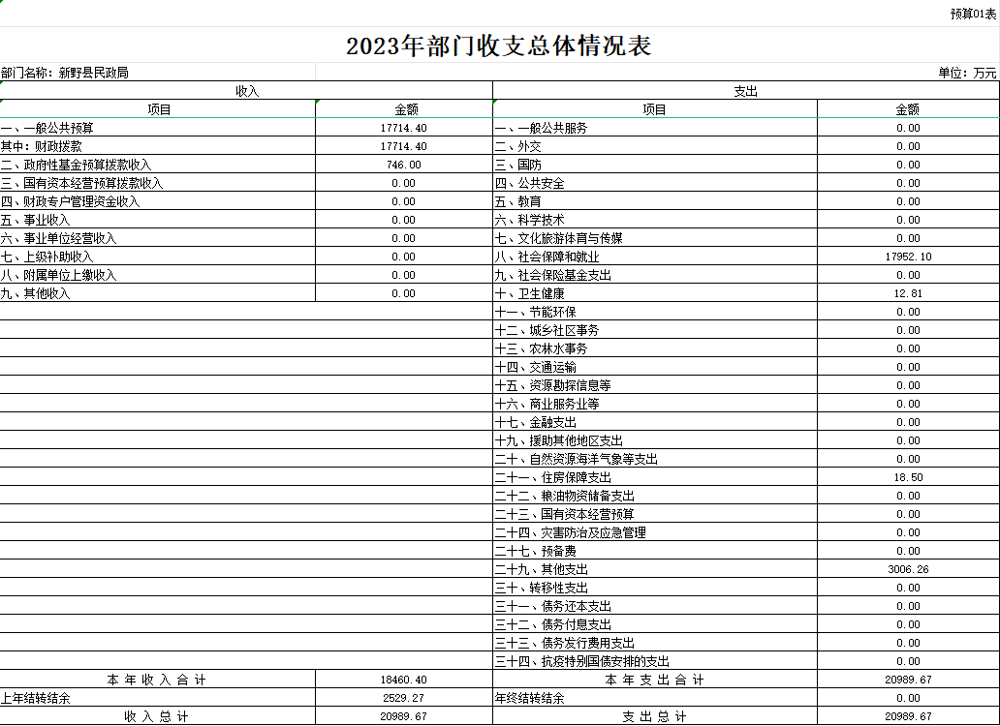 预算01表
2023年部门收支总体情况表
部门名称：新野县民政局 单位：万元
收入 支出
项目 金额 项目 金额
一、一般公共预算 17714.40 一、一般公共服务 0.00
其中：财政拨款 17714.40 二、外交 0.00
二、政府性基金预算拨款收入 746.00 三、国防 0.00
三、国有资本经营预算拨款收入 0.00 四、公共安全 0.00
四、财政专户管理资金收入 0.00 五、教育 0.00
五、事业收入 0.00 六、科学技术 0.00
六、事业单位经营收入 0.00 七、文化旅游体育与传媒 0.00
七、上级补助收入 0.00 八、社会保障和就业 17952.10
八、附属单位上缴收入 0.00 九、社会保险基金支出 0.00
九、其他收入 0.00 十、卫生健康 12.81
十一、节能环保 0.00
十二、城乡社区事务 0.00
十三、农林水事务 0.00
十四、交通运输 0.00
十五、资源勘探信息等 0.00
十六、商业服务业等 0.00
十七、金融支出 0.00
十九、援助其他地区支出 0.00
二十、自然资源海洋气象等支出 0.00
二十一、住房保障支出 18.50
二十二、粮油物资储备支出 0.00
二十三、国有资本经营预算 0.00
二十四、灾害防治及应急管理 0.00
二十七、预备费 0.00
二十九、其他支出 3006.26
三十、转移性支出 0.00
三十一、债务还本支出 0.00
三十二、债务付息支出 0.00
三十三、债务发行费用支出 0.00
三十四、抗疫特别国债安排的支出 0.00
本年收入合计 18460.40 本年支出合计 20989.67
上年结转结余 2529.27 年终结转结余 0.00
收入总计 20989.67 支出总计 20989.67